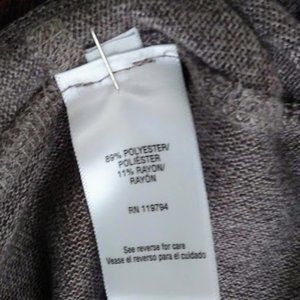 89% POLYESTER/
POLIÉSTER
11% RAYON/
RAYÓN
RN 119794
See reverse for care
Vease el reverso para el cuidado